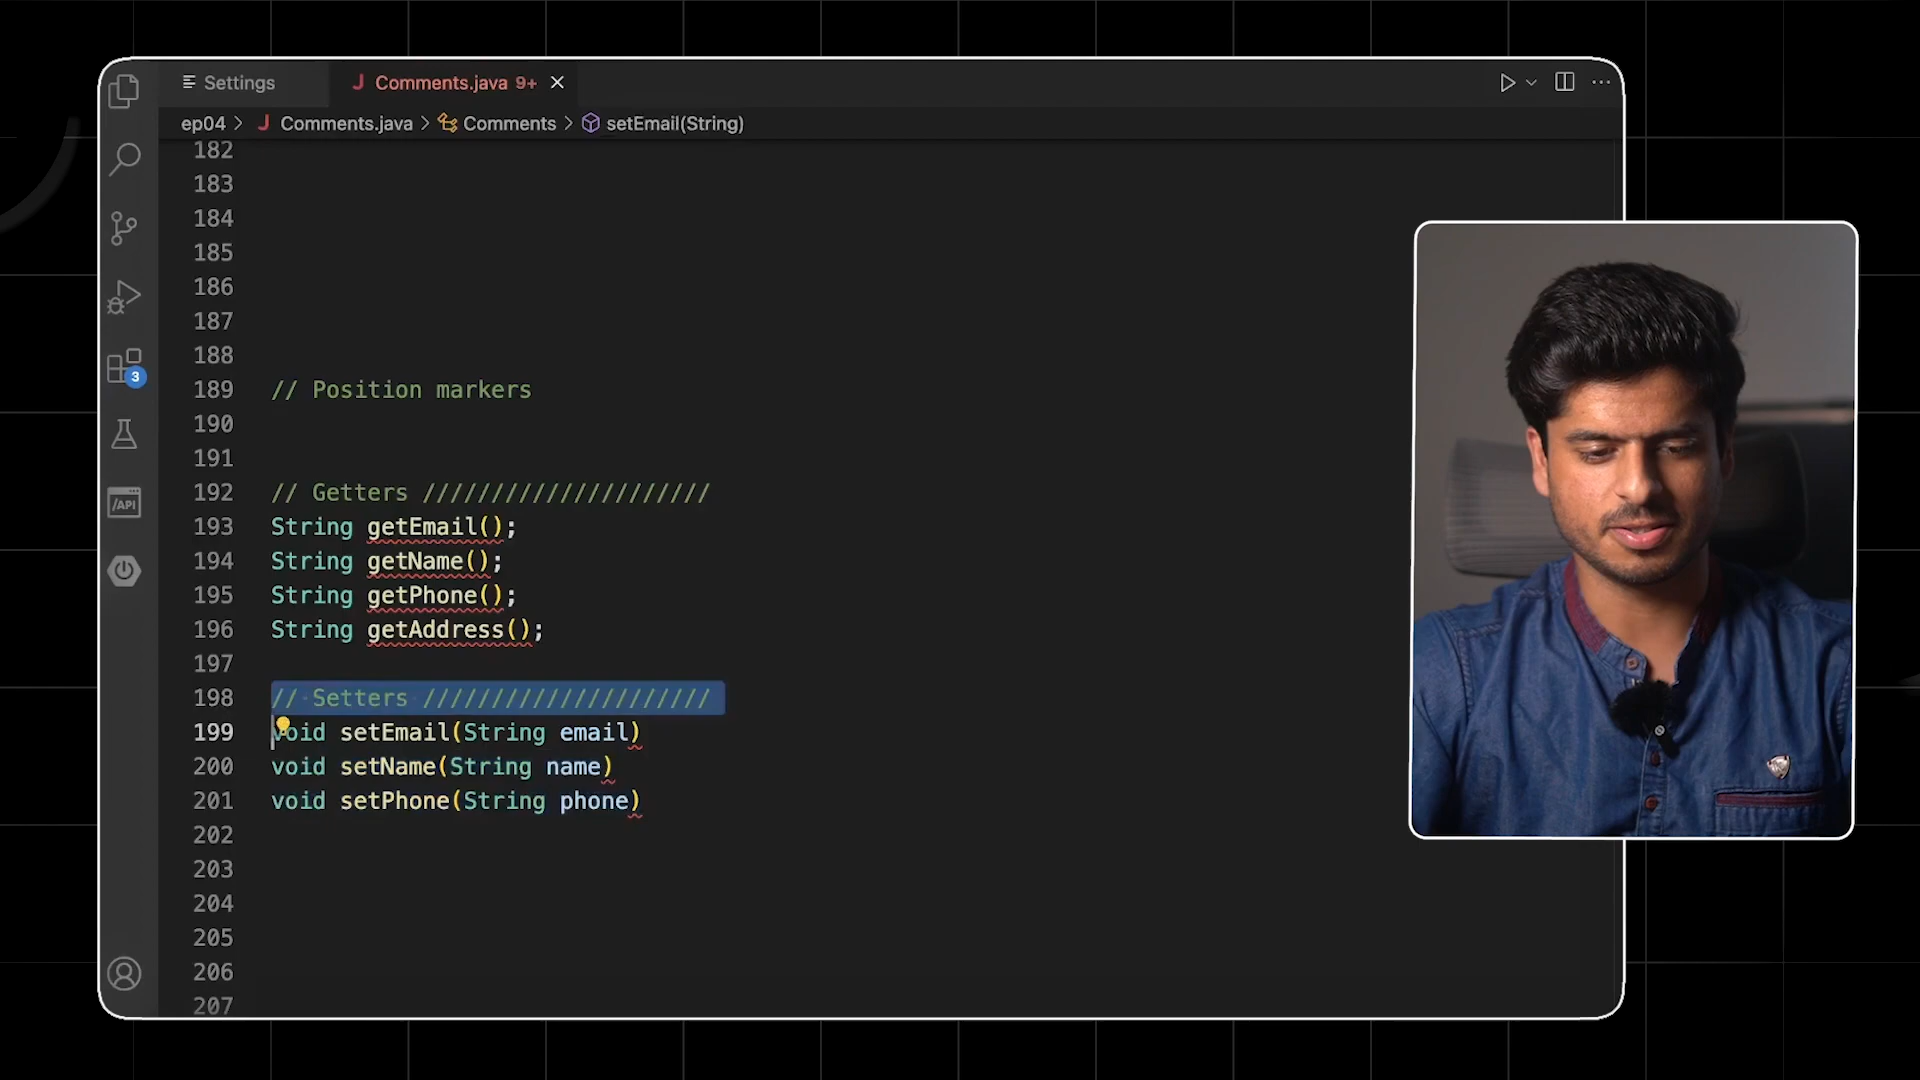 Settings
J Comments.java 9+
ep04 > J Comments.java > Comments > setEmail(String)
182
183
184
185
186
187
188
189 // Position markers
190
191
192 // Getters /////////////////////
193 String getEmail();
194 String getName();
195 String getPhone();
196 String getAddress();
197
198 // Setters /////////////////////
199 void setEmail(String email)
200 void setName(String name)
201 void setPhone(String phone)
202
203
204
205
206
207
3
/API